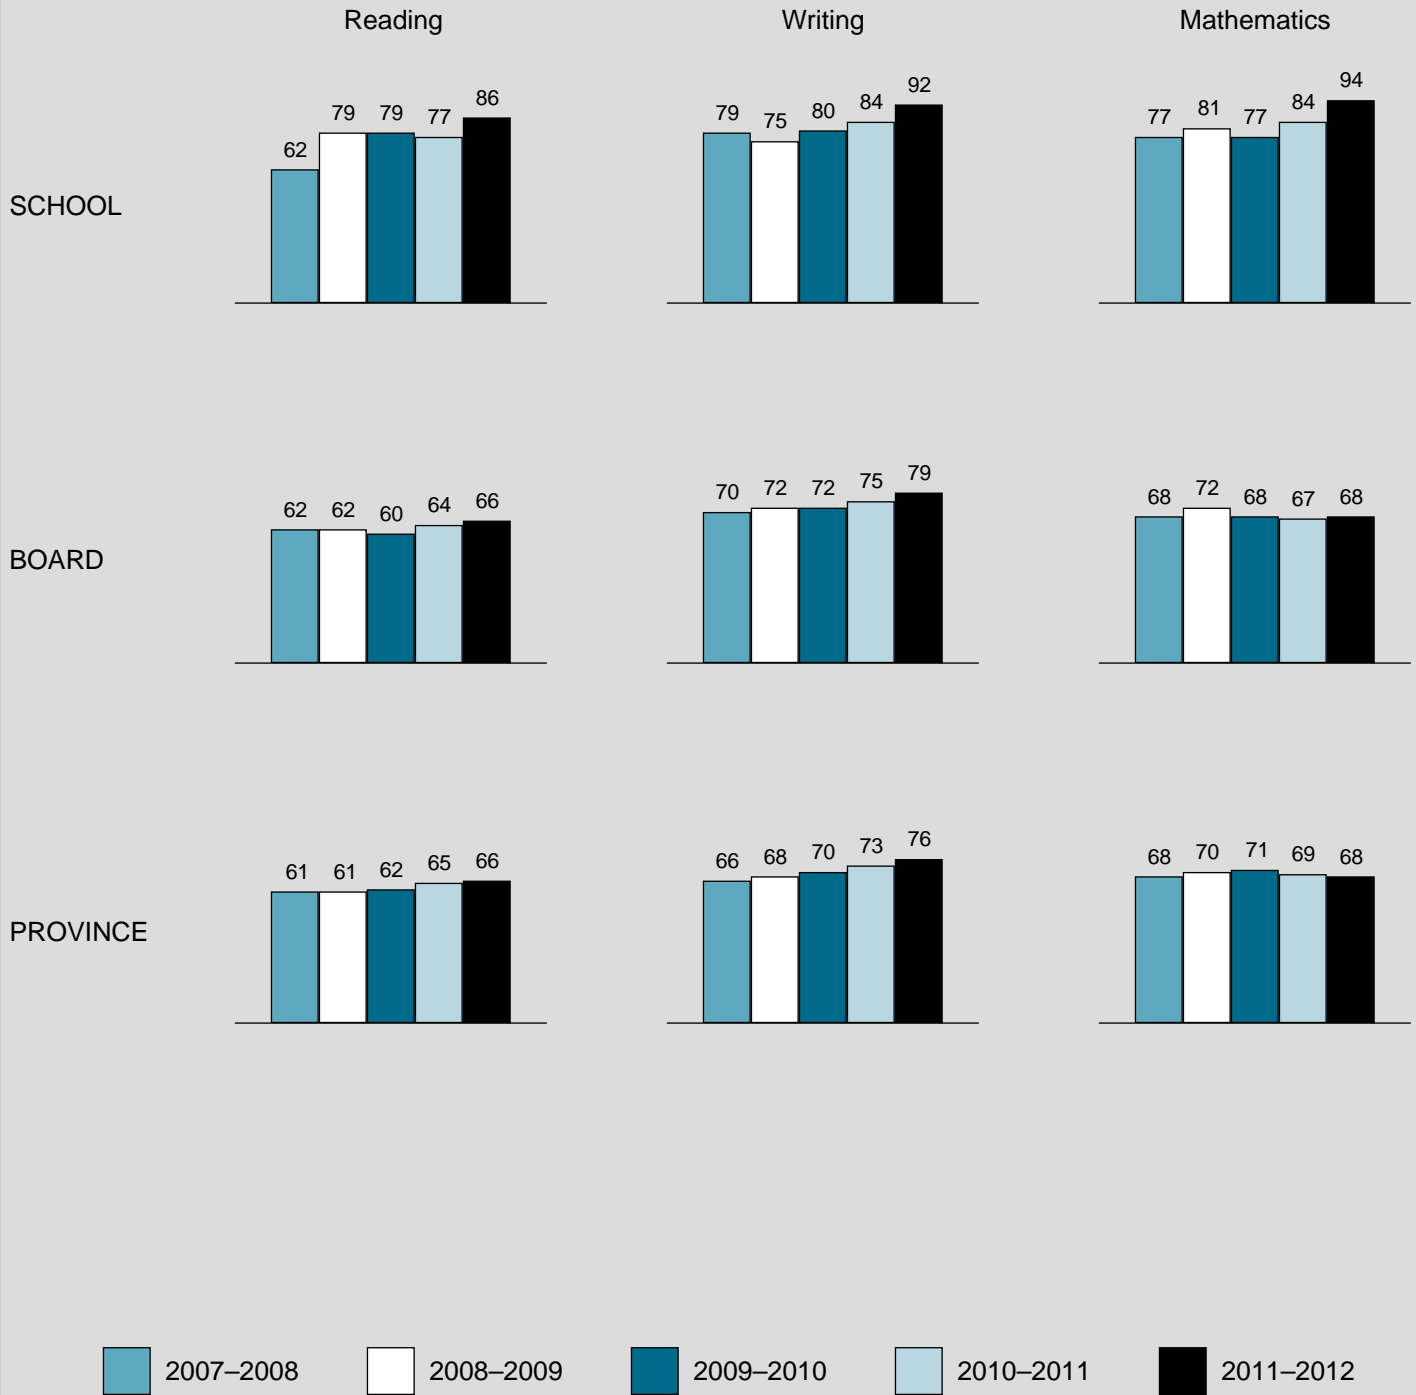 Reading Writing Mathematics
SCHOOL
62 79 79 77 86
79 75 80 84 92
77 81 77 84 94
BOARD
62 62 60 64 66
70 72 72 75 79
68 72 68 67 68
PROVINCE
61 61 62 65 66
66 68 70 73 76
68 70 71 69 68
2007–2008 2008–2009 2009–2010 2010–2011 2011–2012